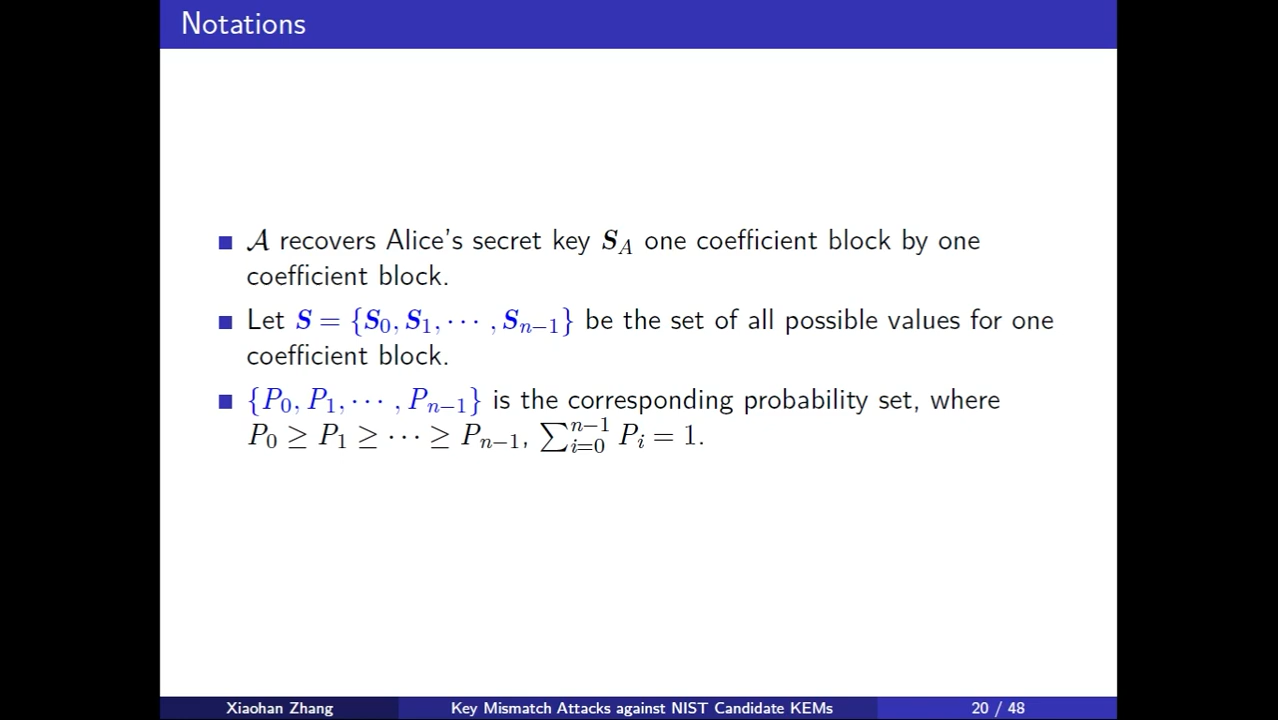 Notations
■ 𝒜 recovers Alice's secret key S_A one coefficient block by one
coefficient block.
■ Let S = {S_0, S_1, ⋯ , S_{n−1}} be the set of all possible values for one
coefficient block.
■ {P_0, P_1, ⋯ , P_{n−1}} is the corresponding probability set, where
P_0 ≥ P_1 ≥ ⋯ ≥ P_{n−1}, ∑_{i=0}^{n−1} P_i = 1.
Xiaohan Zhang Key Mismatch Attacks against NIST Candidate KEMs 20 / 48